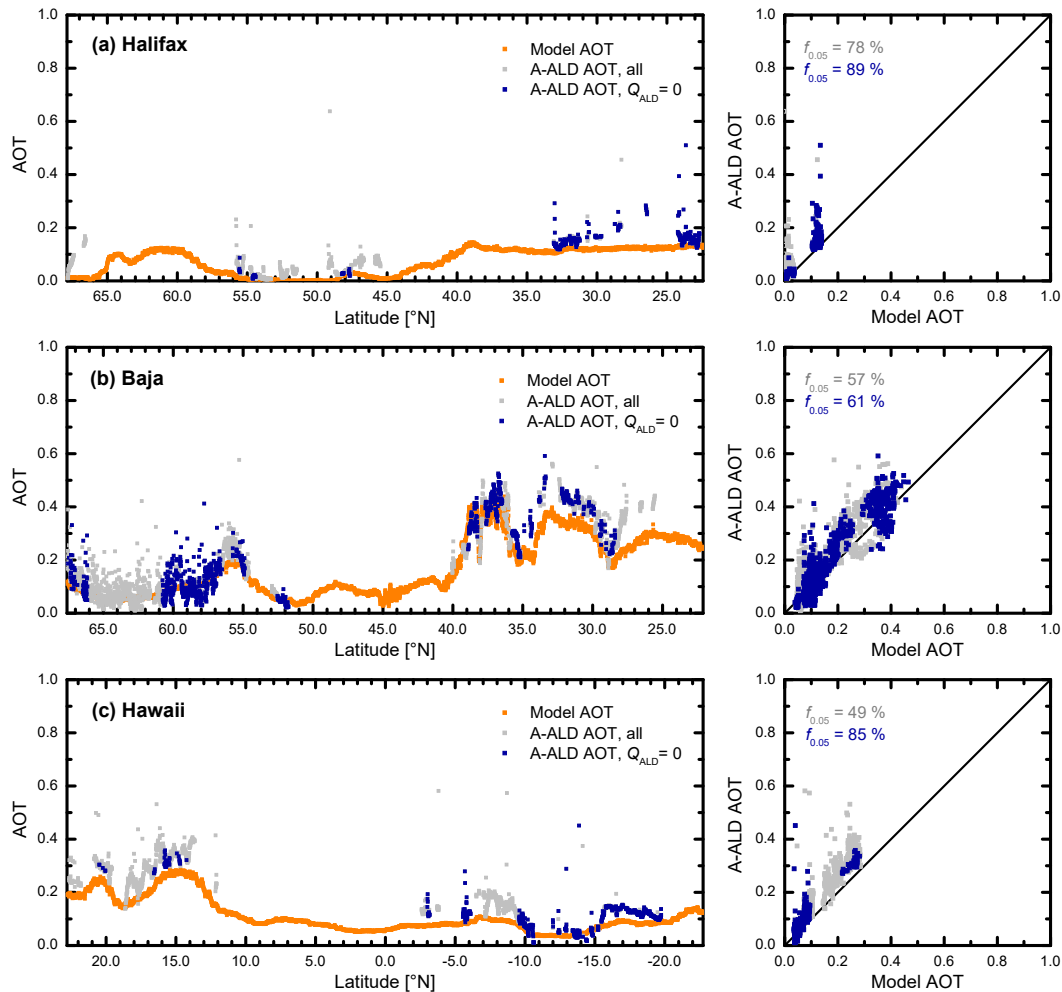 (a) Halifax
Model AOT
A-ALD AOT, all
A-ALD AOT, Q_ALD = 0
AOT
1.0
0.8
0.6
0.4
0.2
0.0
65.0 60.0 55.0 50.0 45.0 40.0 35.0 30.0 25.0
Latitude [°N]
f_0.05 = 78 %
f_0.05 = 89 %
A-ALD AOT
1.0
0.8
0.6
0.4
0.2
0.0
0.0 0.2 0.4 0.6 0.8 1.0
Model AOT
(b) Baja
Model AOT
A-ALD AOT, all
A-ALD AOT, Q_ALD = 0
AOT
1.0
0.8
0.6
0.4
0.2
0.0
65.0 60.0 55.0 50.0 45.0 40.0 35.0 30.0 25.0
Latitude [°N]
f_0.05 = 57 %
f_0.05 = 61 %
A-ALD AOT
1.0
0.8
0.6
0.4
0.2
0.0
0.0 0.2 0.4 0.6 0.8 1.0
Model AOT
(c) Hawaii
Model AOT
A-ALD AOT, all
A-ALD AOT, Q_ALD = 0
AOT
1.0
0.8
0.6
0.4
0.2
0.0
20.0 15.0 10.0 5.0 0.0 -5.0 -10.0 -15.0 -20.0
Latitude [°N]
f_0.05 = 49 %
f_0.05 = 85 %
A-ALD AOT
1.0
0.8
0.6
0.4
0.2
0.0
0.0 0.2 0.4 0.6 0.8 1.0
Model AOT